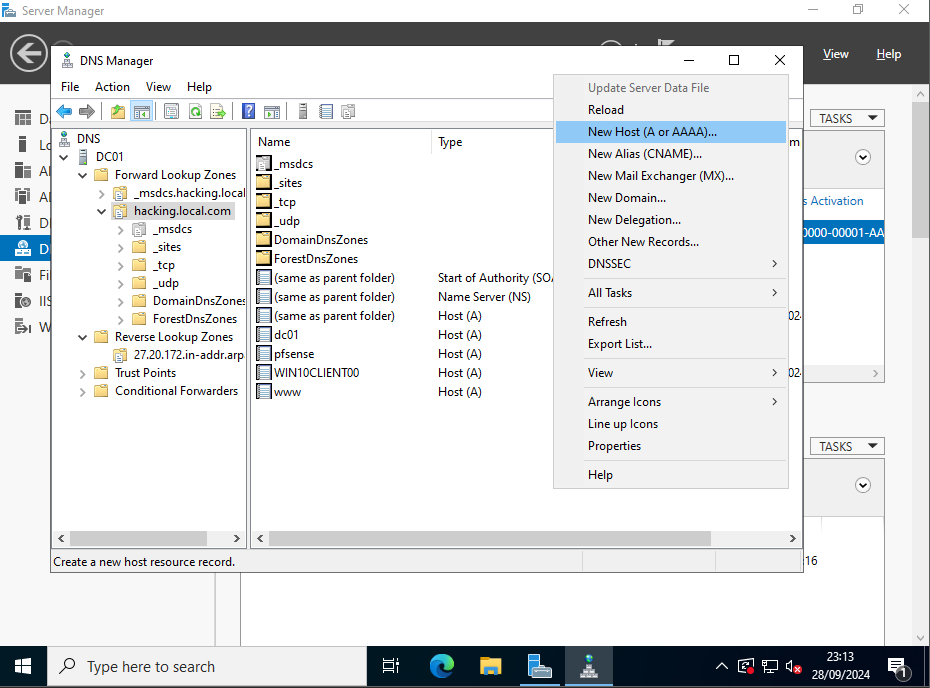 Server Manager
DNS Manager
View Help
File Action View Help
DNS
DC01
Forward Lookup Zones
_msdcs.hacking.local
hacking.local.com
_msdcs
_sites
_tcp
_udp
DomainDnsZones
ForestDnsZones
Reverse Lookup Zones
27.20.172.in-addr.arp
Trust Points
Conditional Forwarders
Name Type
_msdcs
_sites
_tcp
_udp
DomainDnsZones
ForestDnsZones
(same as parent folder) Start of Authority (SOA
(same as parent folder) Name Server (NS)
(same as parent folder) Host (A)
dc01 Host (A)
pfsense Host (A)
WIN10CLIENT00 Host (A)
www Host (A)
Update Server Data File
Reload
New Host (A or AAAA)...
New Alias (CNAME)...
New Mail Exchanger (MX)...
New Domain...
New Delegation...
Other New Records...
DNSSEC
All Tasks
Refresh
Export List...
View
Arrange Icons
Line up Icons
Properties
Help
TASKS
s Activation
0000-00001-AA
TASKS
:16
Create a new host resource record.
Type here to search
23:13
28/09/2024
1